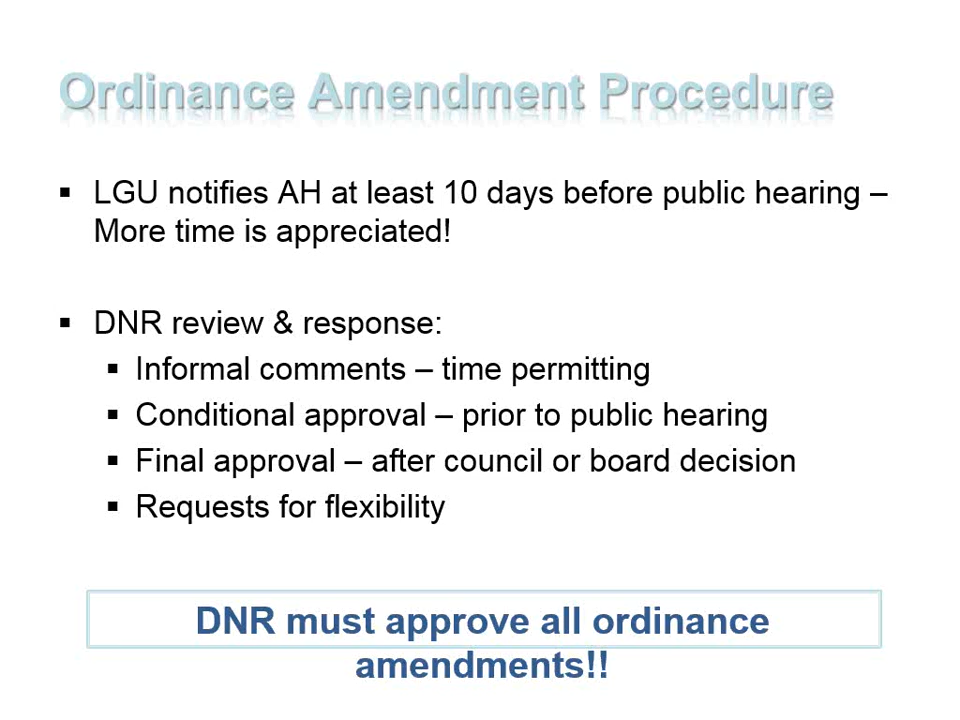 Ordinance Amendment Procedure
▪ LGU notifies AH at least 10 days before public hearing –
More time is appreciated!
▪ DNR review & response:
▪ Informal comments – time permitting
▪ Conditional approval – prior to public hearing
▪ Final approval – after council or board decision
▪ Requests for flexibility
DNR must approve all ordinance
amendments!!